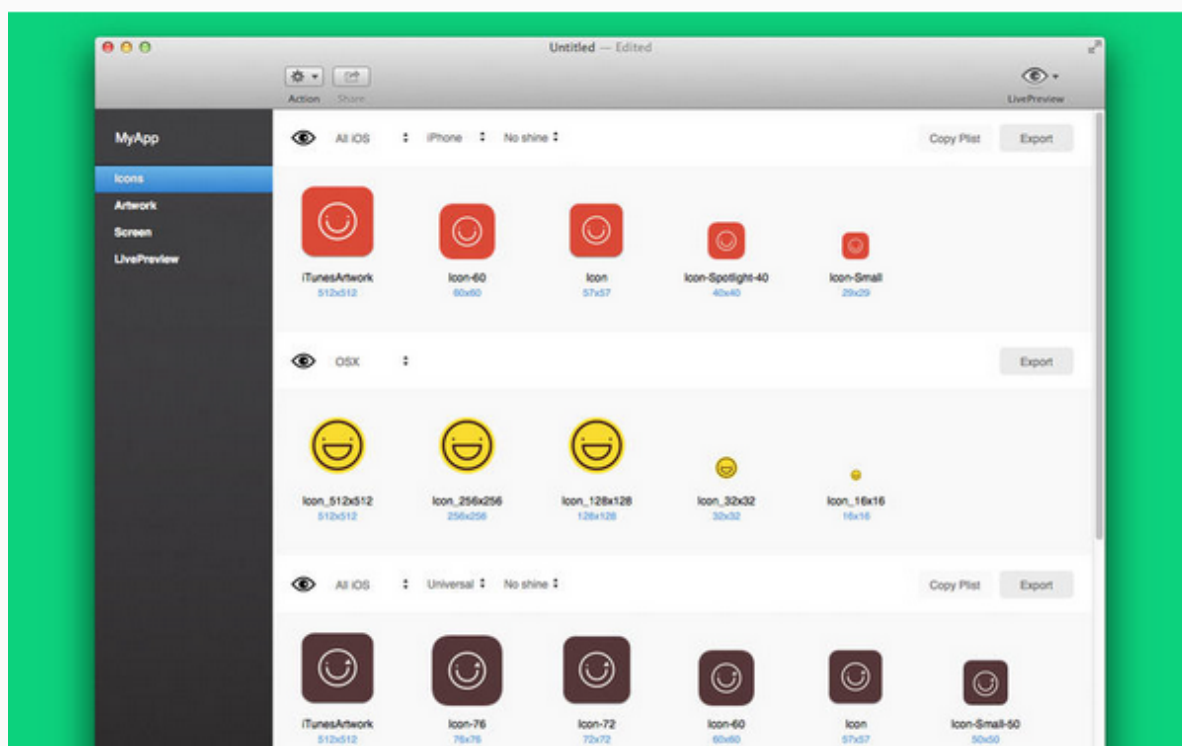 Untitled — Edited
Action Share LivePreview
MyApp
Icons
Artwork
Screen
LivePreview
All iOS iPhone No shine Copy Plist Export
iTunesArtwork Icon-60 Icon Icon-Spotlight-40 Icon-Small
512x512 60x60 57x57 40x40 29x29
OSX Export
Icon_512x512 Icon_256x256 Icon_128x128 Icon_32x32 Icon_16x16
512x512 256x256 128x128 32x32 16x16
All iOS Universal No shine Copy Plist Export
iTunesArtwork Icon-76 Icon-72 Icon-60 Icon Icon-Small-50
512x512 76x76 72x72 60x60 57x57 50x50